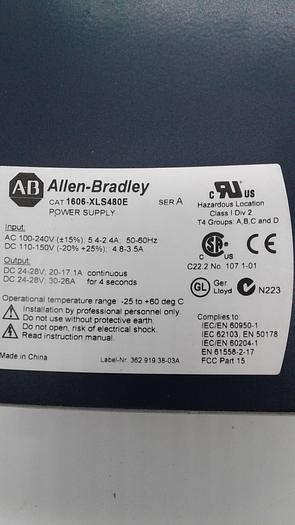 AB Allen-Bradley
CAT 1606-XLS480E SER A
POWER SUPPLY
Input:
AC 100-240V (±15%); 5.4-2.4A; 50-60Hz
DC 110-150V (-20% +25%); 4.8-3.5A
Output:
DC 24-28V; 20-17.1A continuous
DC 24-28V; 30-26A for 4 seconds
Operational temperature range: -25 to +60 deg C
Installation by professional personnel only.
Do not use without protective earth.
Do not open, risk of electrical shock.
Read instruction manual.
Made in China
Label-Nr. 362.919.38-03A
C US
Hazardous Location
Class I Div 2
T4 Groups: A,B,C and D
C US
CE
C22.2 No. 107.1-01
GL Ger. Lloyd N223
Complies to:
IEC/EN 60950-1
IEC 62103, EN 50178
IEC/EN 60204-1
EN 61558-2-17
FCC Part 15